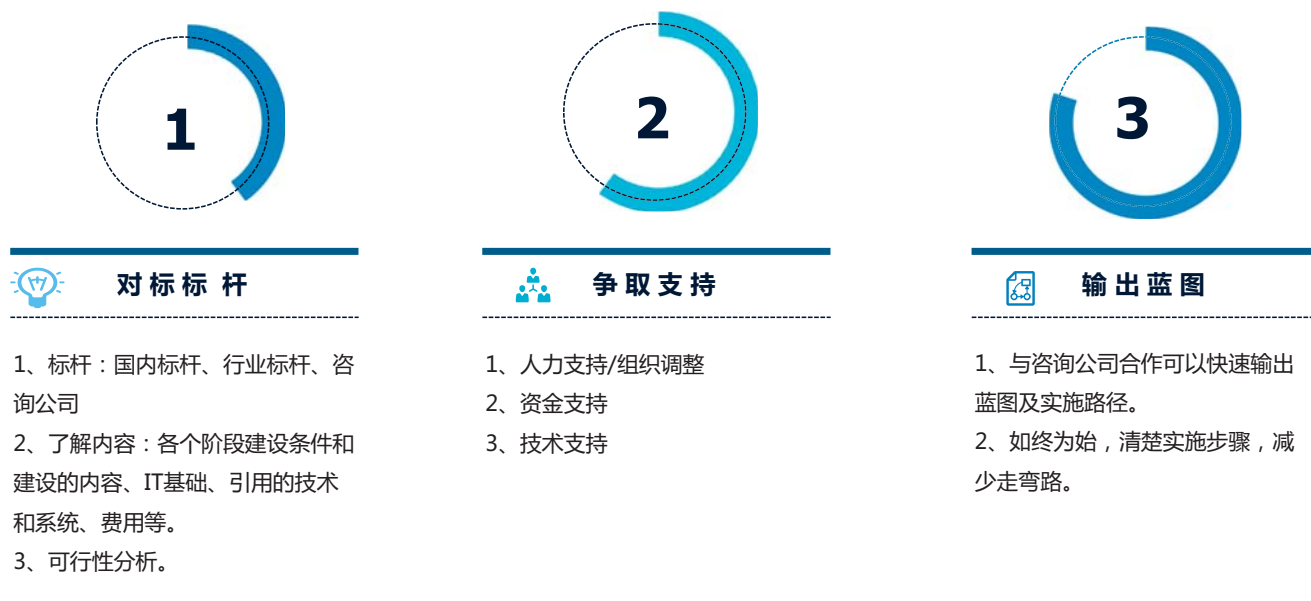 1
对标标 杆
1、标杆：国内标杆、行业标杆、咨
询公司
2、了解内容：各个阶段建设条件和
建设的内容、IT基础、引用的技术
和系统、费用等。
3、可行性分析。
2
争取支持
1、人力支持/组织调整
2、资金支持
3、技术支持
3
输出蓝图
1、与咨询公司合作可以快速输出
蓝图及实施路径。
2、如终为始，清楚实施步骤，减
少走弯路。